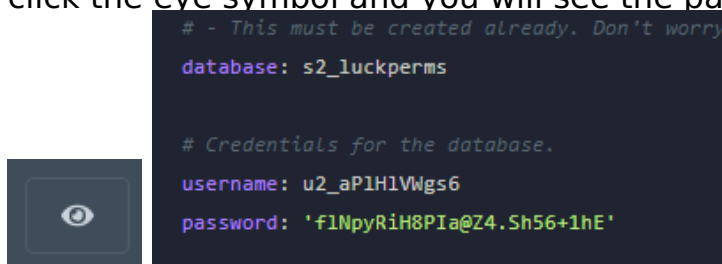 click the eye symbol and you will see the pa
# - This must be created already. Don't worry
database: s2_luckperms
# Credentials for the database.
username: u2_aPlHlVWgs6
password: 'flNpyRiH8PIa@Z4.Sh56+1hE'